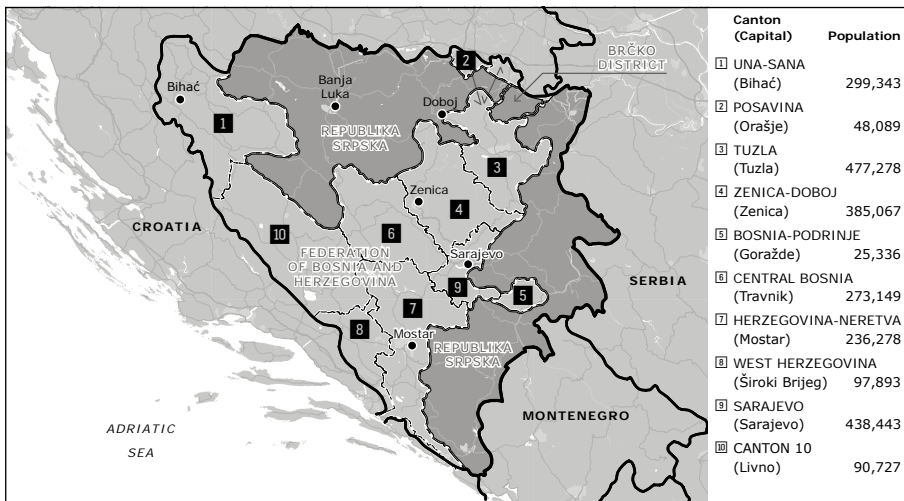 BRČKO
DISTRICT
2
Bihać
Banja
Luka
Doboj
1
REPUBLIKA
SRPSKA
3
Zenica
4
CROATIA
10
6
FEDERATION
OF BOSNIA AND
HERZEGOVINA
Sarajevo
SERBIA
9
5
7
8
Mostar
REPUBLIKA
SRPSKA
MONTENEGRO
ADRIATIC
SEA
Canton
(Capital) Population
1 UNA-SANA
(Bihać) 299,343
2 POSAVINA
(Orašje) 48,089
3 TUZLA
(Tuzla) 477,278
4 ZENICA-DOBOJ
(Zenica) 385,067
5 BOSNIA-PODRINJE
(Goražde) 25,336
6 CENTRAL BOSNIA
(Travnik) 273,149
7 HERZEGOVINA-NERETVA
(Mostar) 236,278
8 WEST HERZEGOVINA
(Široki Brijeg) 97,893
9 SARAJEVO
(Sarajevo) 438,443
10 CANTON 10
(Livno) 90,727